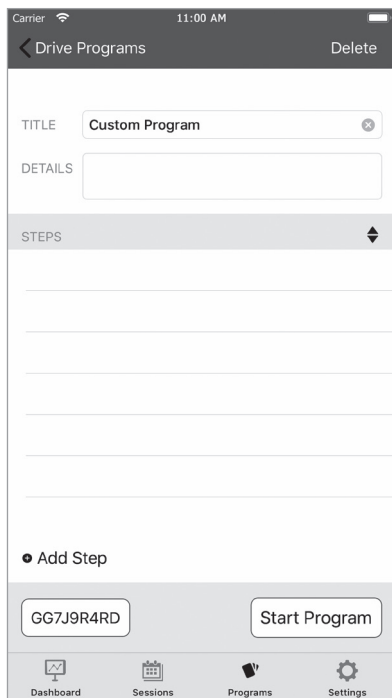 Carrier 11:00 AM
Drive Programs Delete
TITLE Custom Program
DETAILS
STEPS
Add Step
GG7J9R4RD Start Program
Dashboard Sessions Programs Settings